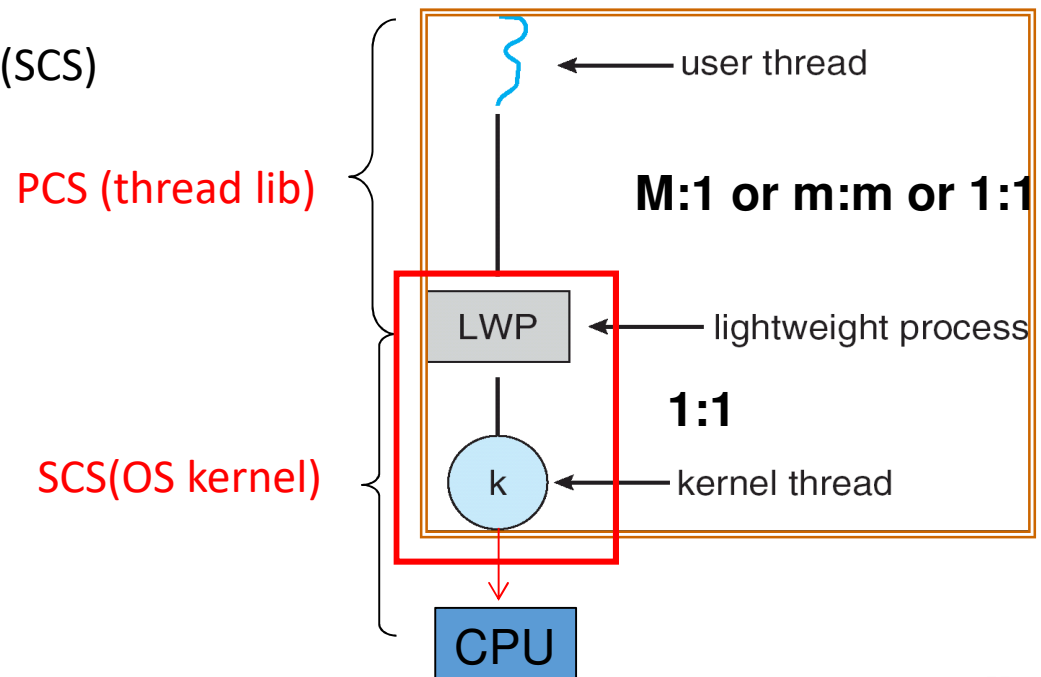 (SCS)
user thread
PCS (thread lib)
M:1 or m:m or 1:1
LWP
lightweight process
1:1
SCS(OS kernel)
k
kernel thread
CPU